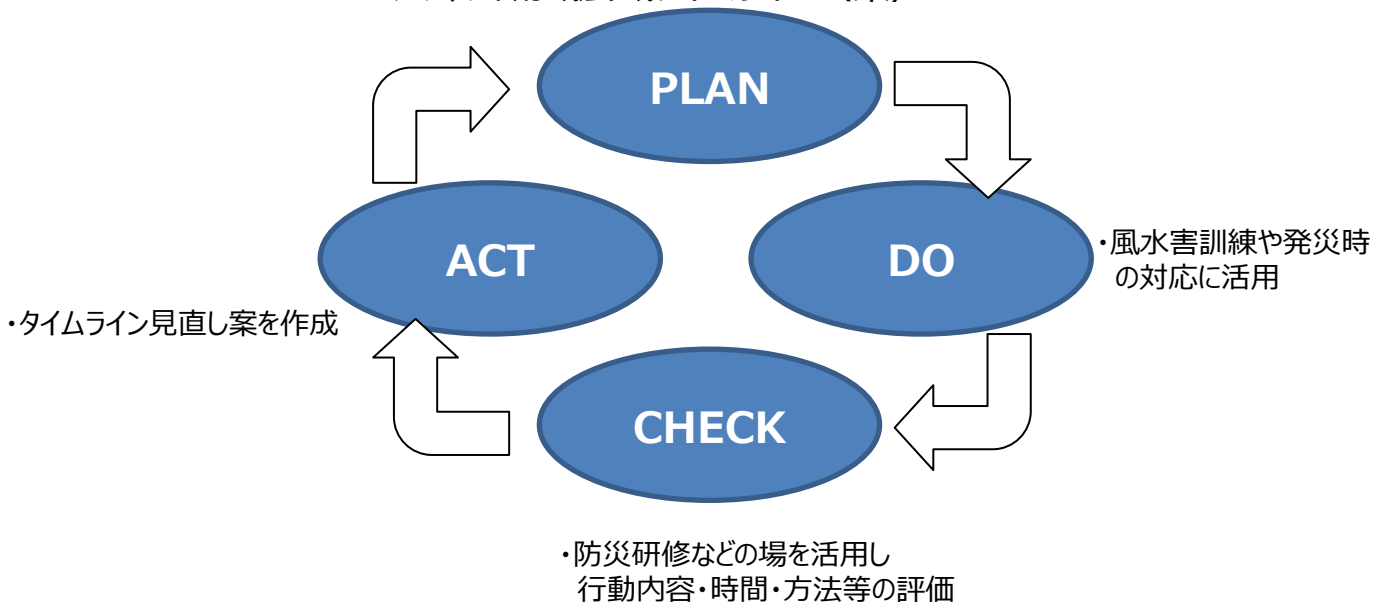 PLAN
ACT
DO
・風水害訓練や発災時
の対応に活用
・タイムライン見直し案を作成
CHECK
・防災研修などの場を活用し
行動内容・時間・方法等の評価